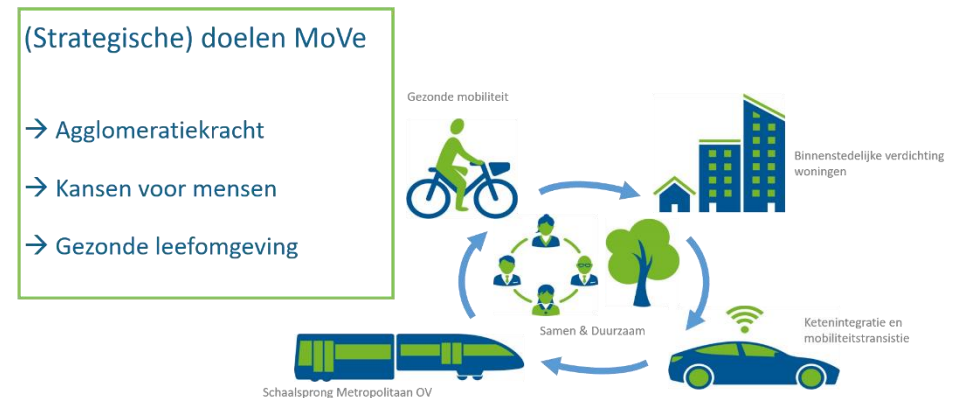 (Strategische) doelen MoVe
→ Agglomeratiekracht
→ Kansen voor mensen
→ Gezonde leefomgeving
Gezonde mobiliteit
Binnenstedelijke verdichting
woningen
Samen & Duurzaam
Ketenintegratie en
mobiliteitstransistie
Schaalsprong Metropolitaan OV